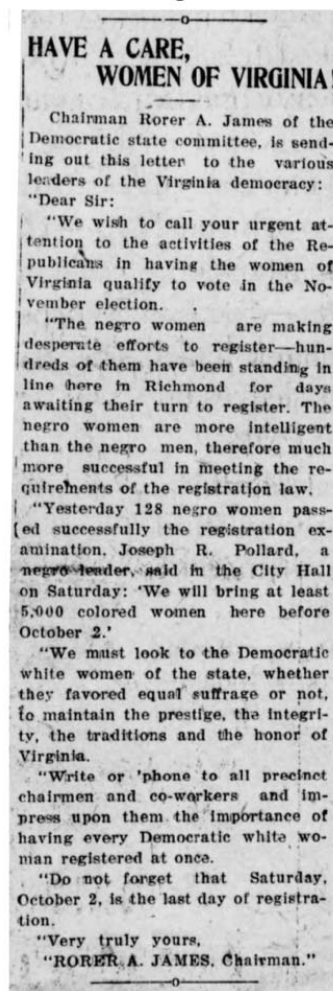 HAVE A CARE,
WOMEN OF VIRGINIA!
Chairman Rorer A. James of the
Democratic state committee, is send-
ing out this letter to the various
leaders of the Virginia democracy:
"Dear Sir:
"We wish to call your urgent at-
tention to the activities of the Re-
publicans in having the women of
Virginia qualify to vote in the No-
vember election.
"The negro women are making
desperate efforts to register—hun-
dreds of them have been standing in
line here in Richmond for days
awaiting their turn to register. The
negro women are more intelligent
than the negro men, therefore much
more successful in meeting the re-
quirements of the registration law.
"Yesterday 128 negro women pass-
ed successfully the registration ex-
amination. Joseph R. Pollard, a
negro leader, said in the City Hall
on Saturday: 'We will bring at least
5,000 colored women here before
October 2.'
"We must look to the Democratic
white women of the state, whether
they favored equal suffrage or not,
to maintain the prestige, the integri-
ty, the traditions and the honor of
Virginia.
"Write or 'phone to all precinct
chairmen and co-workers and im-
press upon them the importance of
having every Democratic white wo-
man registered at once.
"Do not forget that Saturday,
October 2, is the last day of registra-
tion.
"Very truly yours,
"RORER A. JAMES, Chairman."